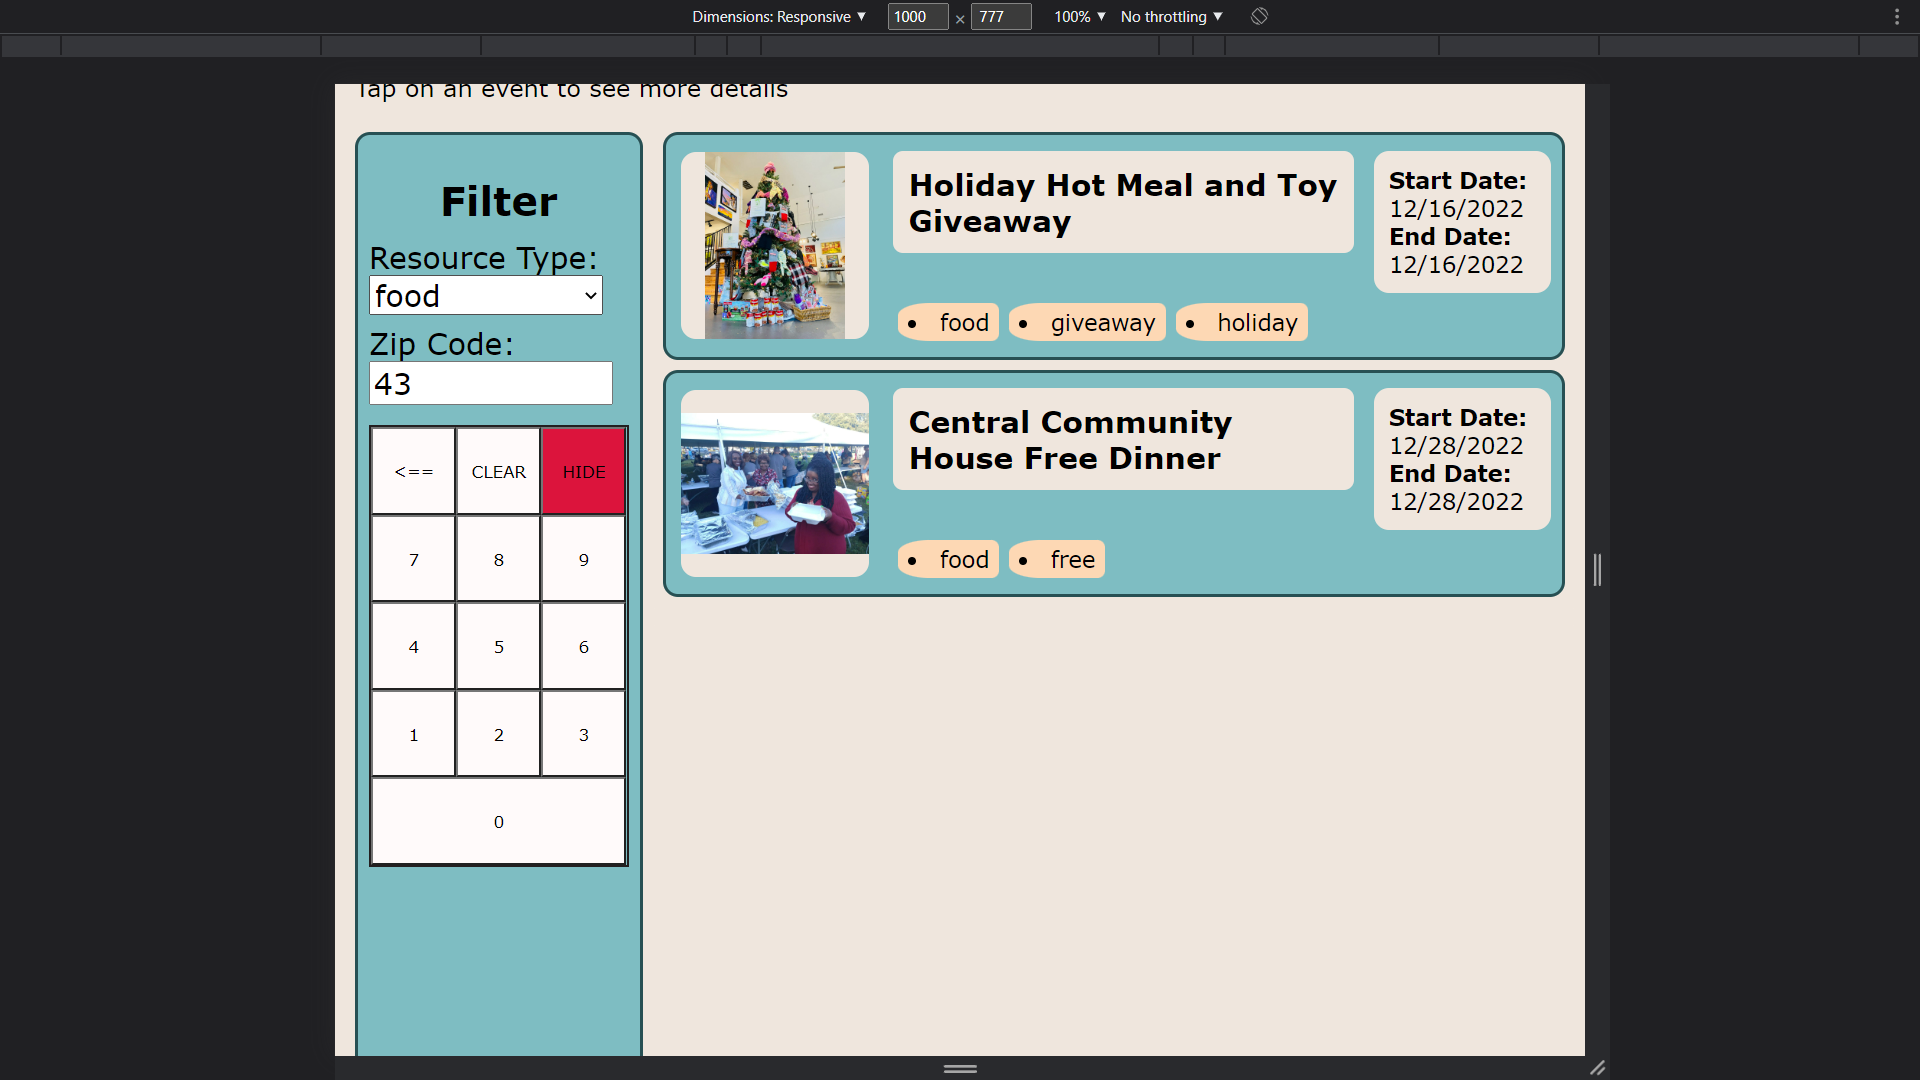 Dimensions: Responsive ▼ 1000 × 777 100% ▼ No throttling ▼
Tap on an event to see more details
Filter
Resource Type:
food
Zip Code:
43
<== CLEAR HIDE
7 8 9
4 5 6
1 2 3
0
Holiday Hot Meal and Toy
Giveaway
Start Date:
12/16/2022
End Date:
12/16/2022
• food • giveaway • holiday
Central Community
House Free Dinner
Start Date:
12/28/2022
End Date:
12/28/2022
• food • free